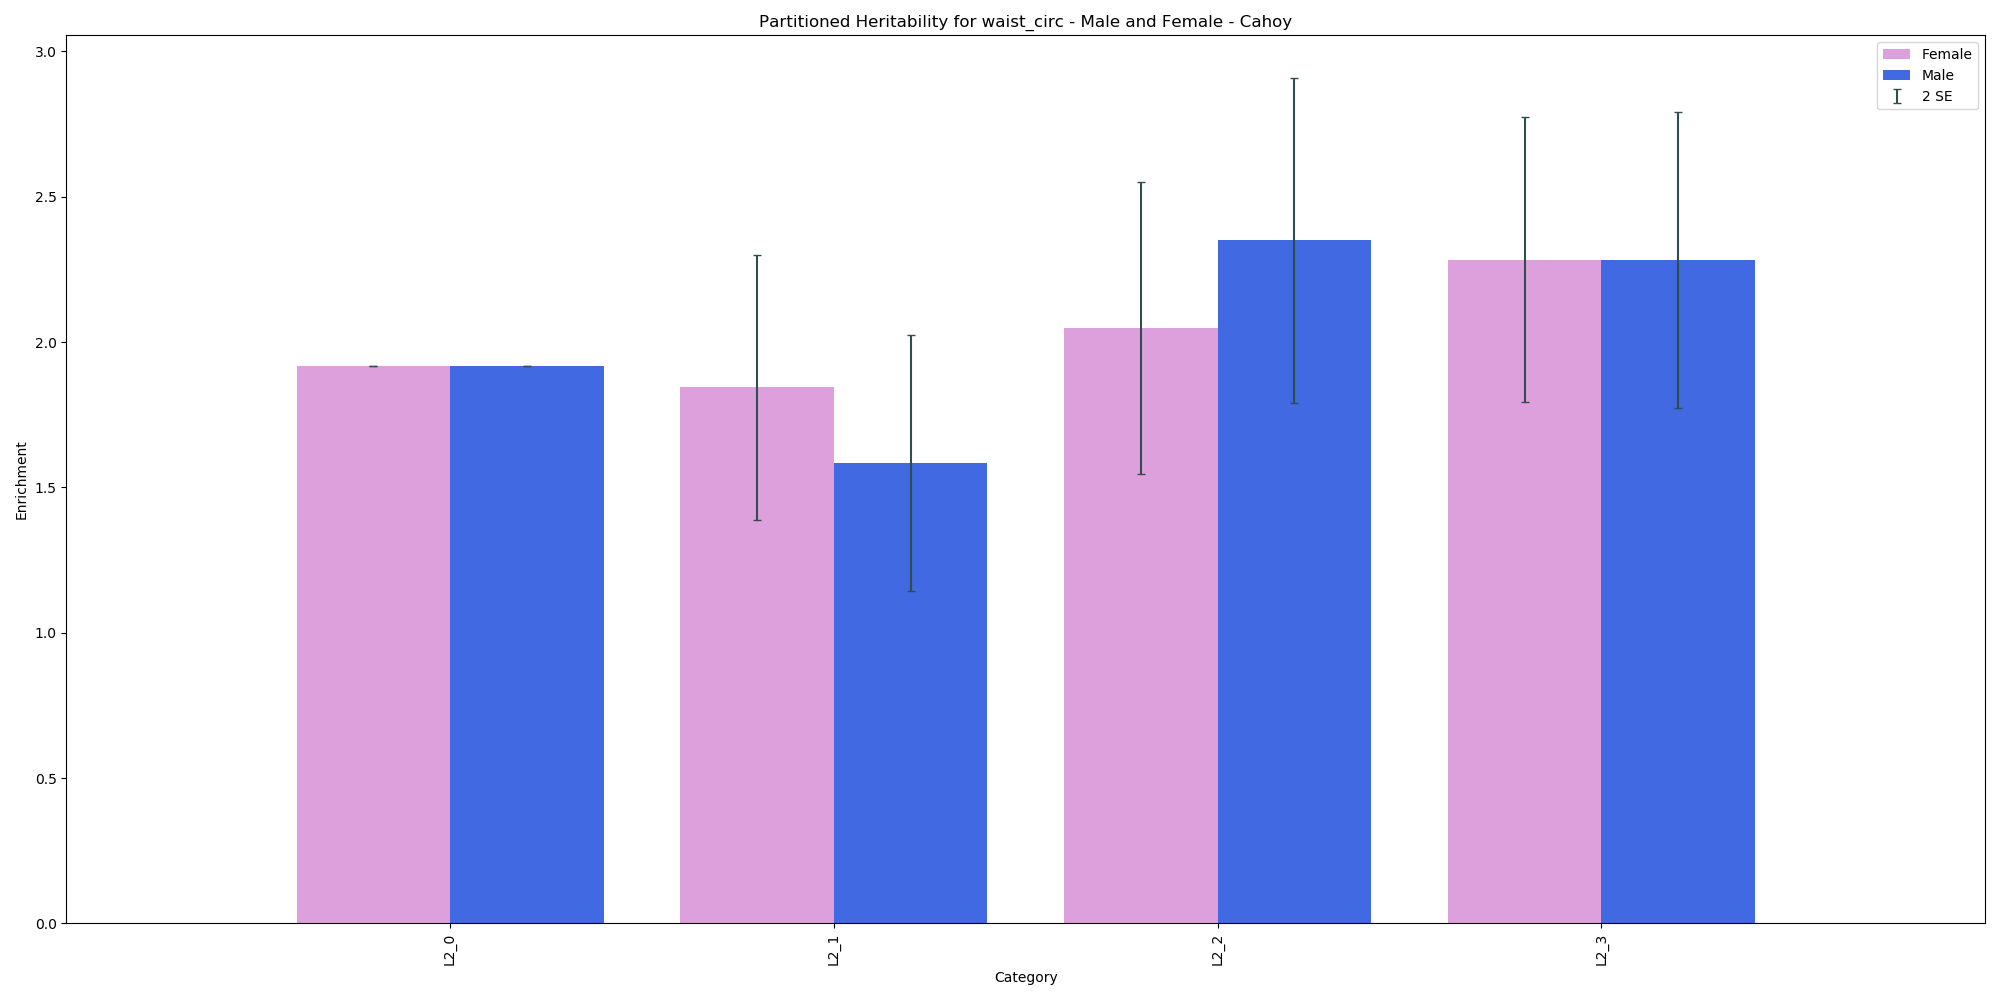 Partitioned Heritability for waist_circ - Male and Female - Cahoy
Female
Male
2 SE
3.0
2.5
2.0
1.5
1.0
0.5
0.0
Enrichment
L2_0
L2_1
L2_2
L2_3
Category